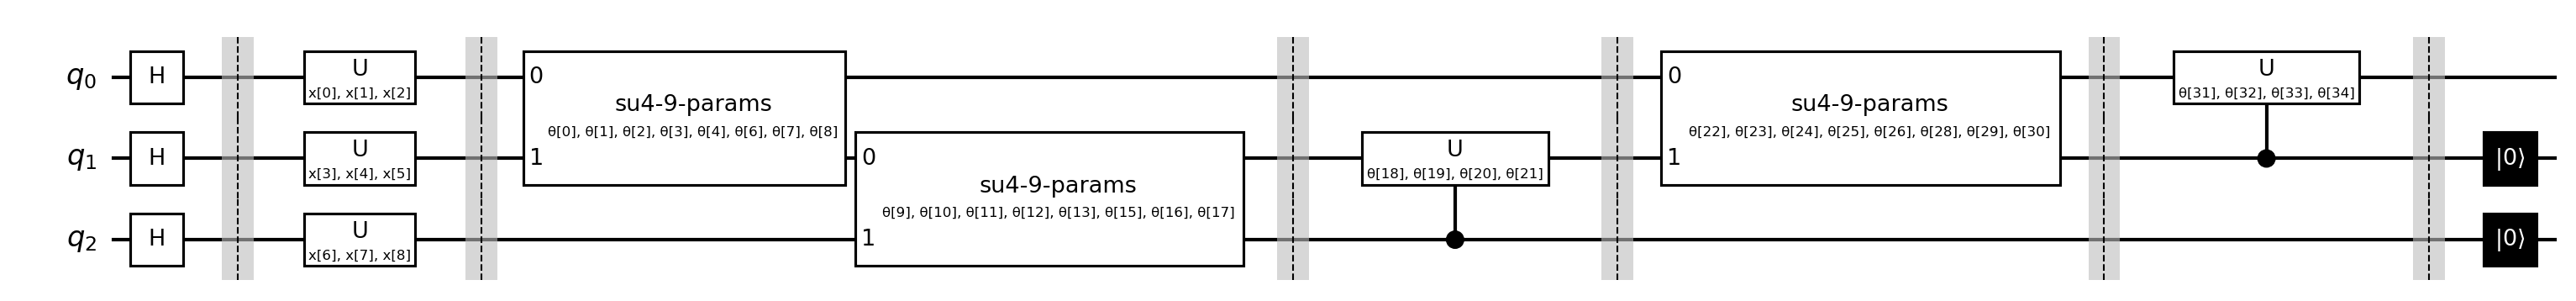 q0
H
U
x[0], x[1], x[2]
0
1
su4-9-params
θ[0], θ[1], θ[2], θ[3], θ[4], θ[6], θ[7], θ[8]
0
su4-9-params
θ[22], θ[23], θ[24], θ[25], θ[26], θ[28], θ[29], θ[30]
1
U
θ[31], θ[32], θ[33], θ[34]
q1
H
U
x[3], x[4], x[5]
0
su4-9-params
θ[9], θ[10], θ[11], θ[12], θ[13], θ[15], θ[16], θ[17]
1
U
θ[18], θ[19], θ[20], θ[21]
|0⟩
q2
H
U
x[6], x[7], x[8]
|0⟩